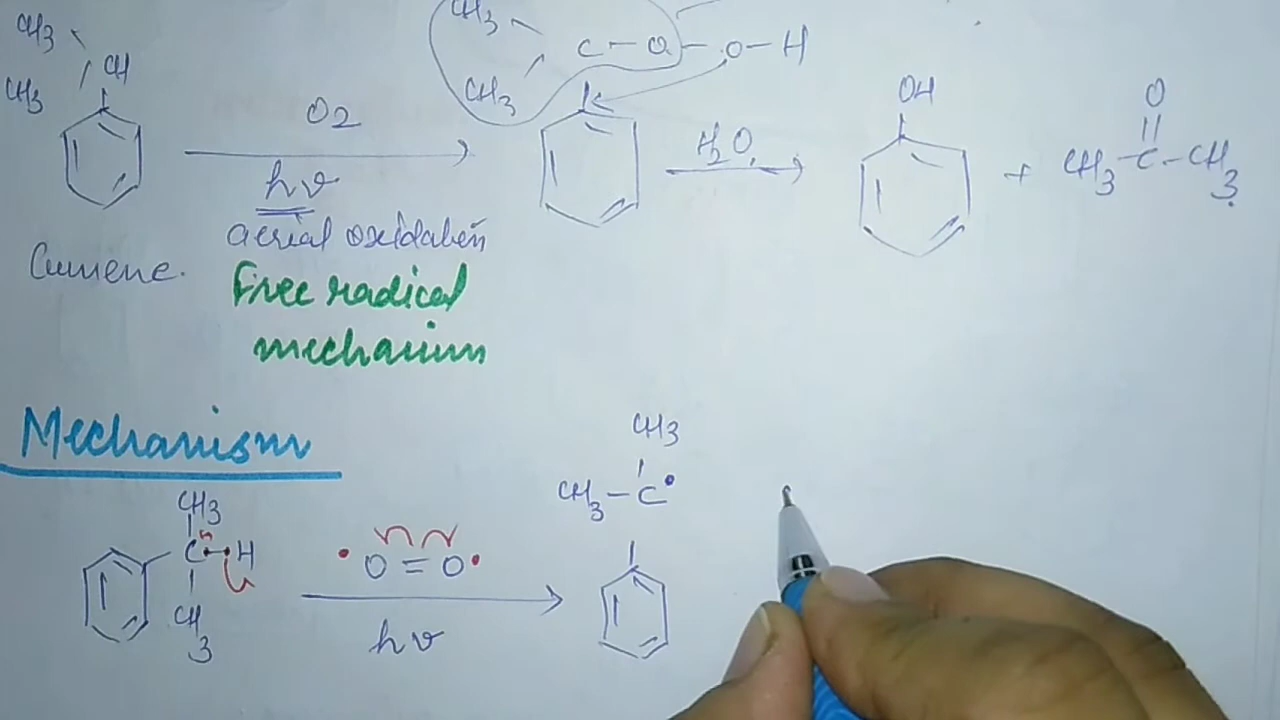 CH3
CH3
CH
O2
hν
aerial oxidation
Cumene.
Free radical
mechanism
CH3
CH3
C - O - O - H
H2O
OH
+
O
CH3 - C - CH3
Mechanism
CH3
C - H
CH3
• O = O •
hν
CH3
CH3 - C •